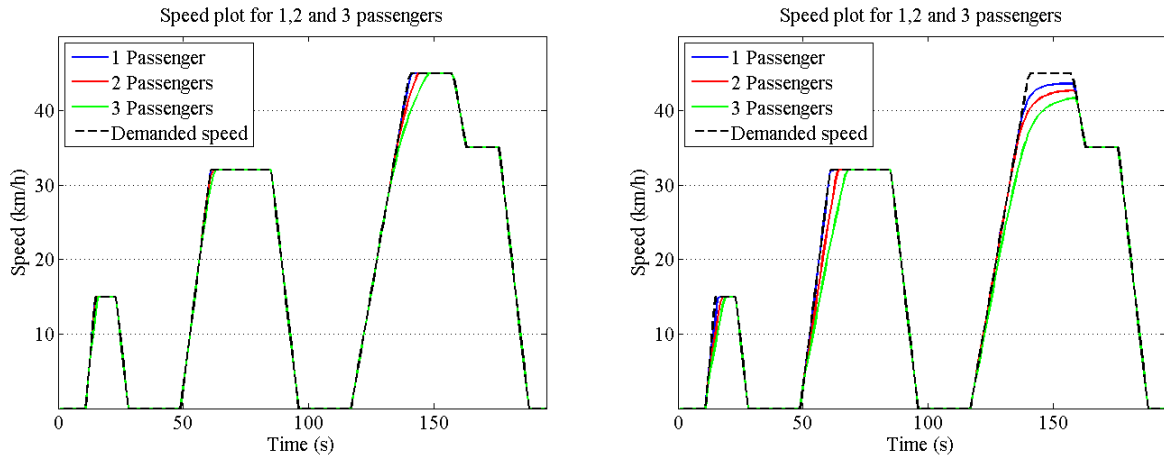 Speed plot for 1,2 and 3 passengers
1 Passenger
2 Passengers
3 Passengers
Demanded speed
Speed (km/h)
40
30
20
10
0
50
100
150
Time (s)
Speed plot for 1,2 and 3 passengers
1 Passenger
2 Passengers
3 Passengers
Demanded speed
Speed (km/h)
40
30
20
10
0
50
100
150
Time (s)